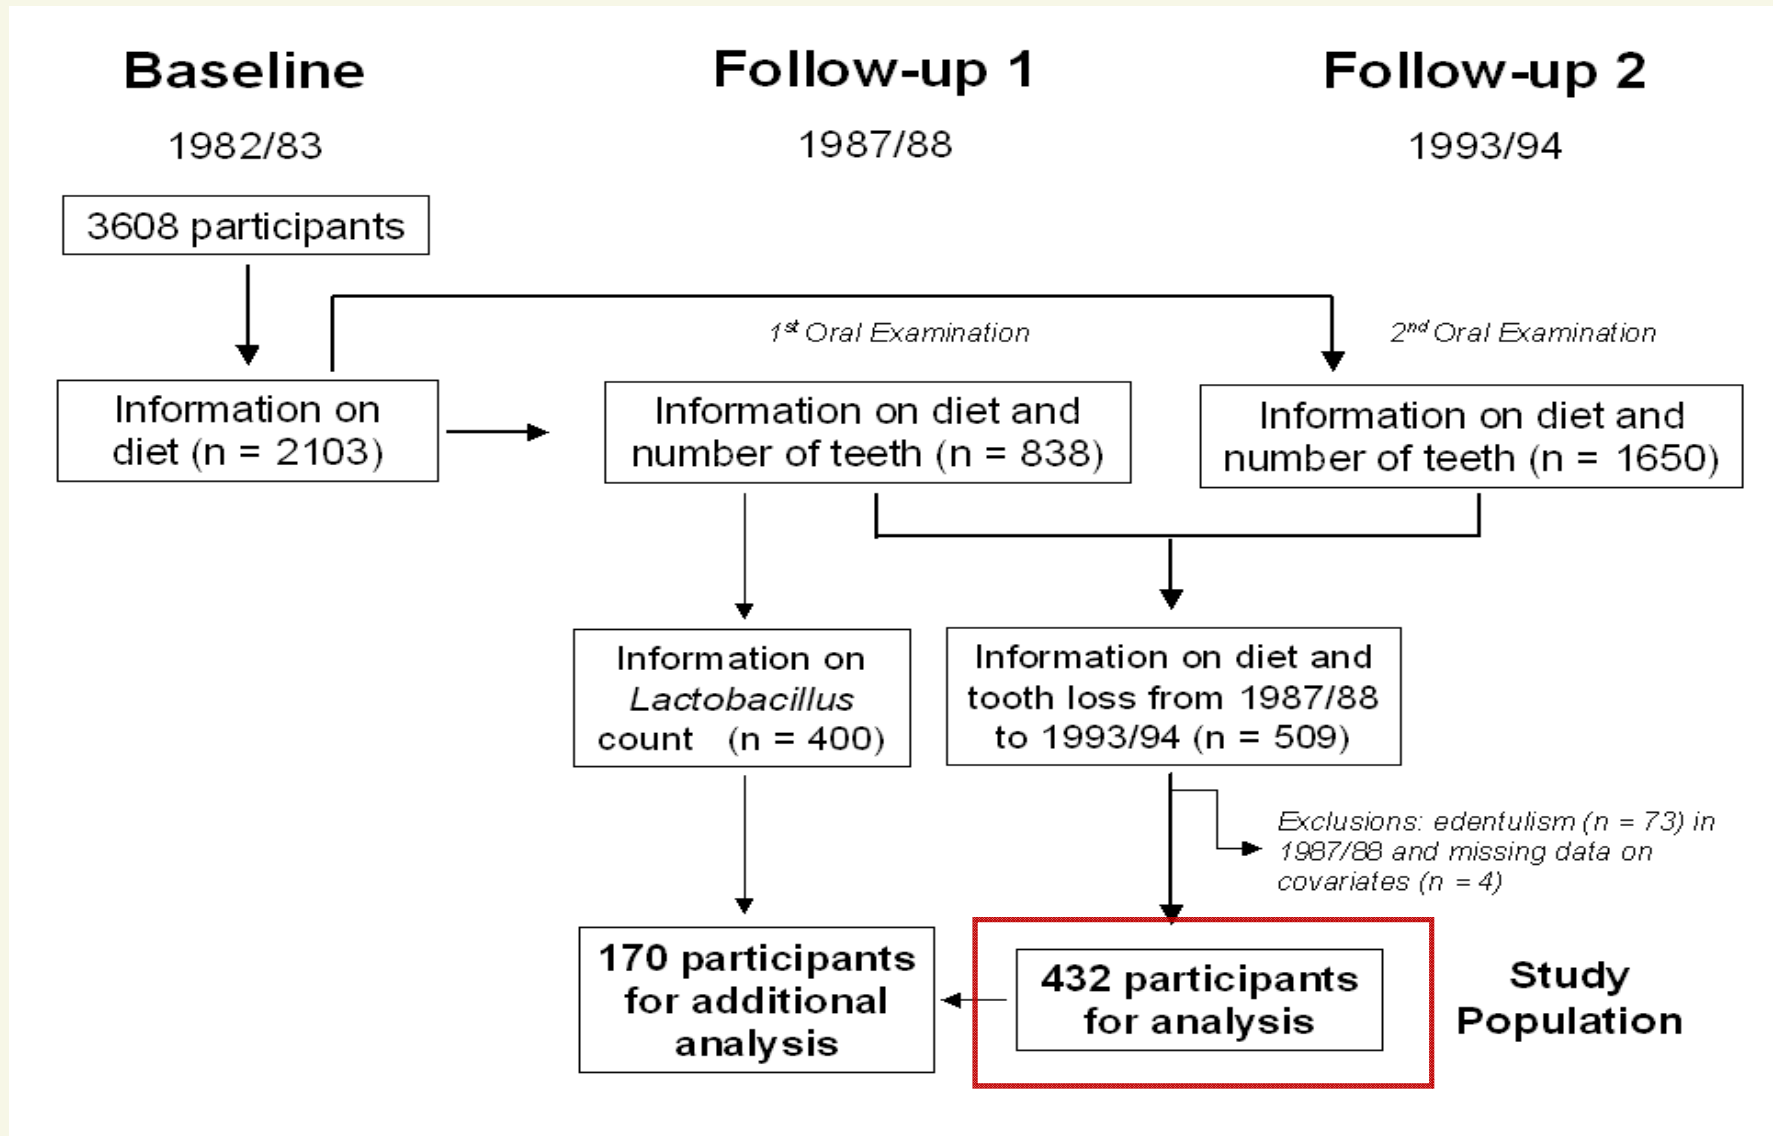 Baseline
1982/83
Follow-up 1
1987/88
Follow-up 2
1993/94
3608 participants
1st Oral Examination
2nd Oral Examination
Information on
diet (n = 2103)
Information on diet and
number of teeth (n = 838)
Information on diet and
number of teeth (n = 1650)
Information on
Lactobacillus
count (n = 400)
Information on diet and
tooth loss from 1987/88
to 1993/94 (n = 509)
Exclusions: edentulism (n = 73) in
1987/88 and missing data on
covariates (n = 4)
170 participants
for additional
analysis
432 participants
for analysis
Study
Population